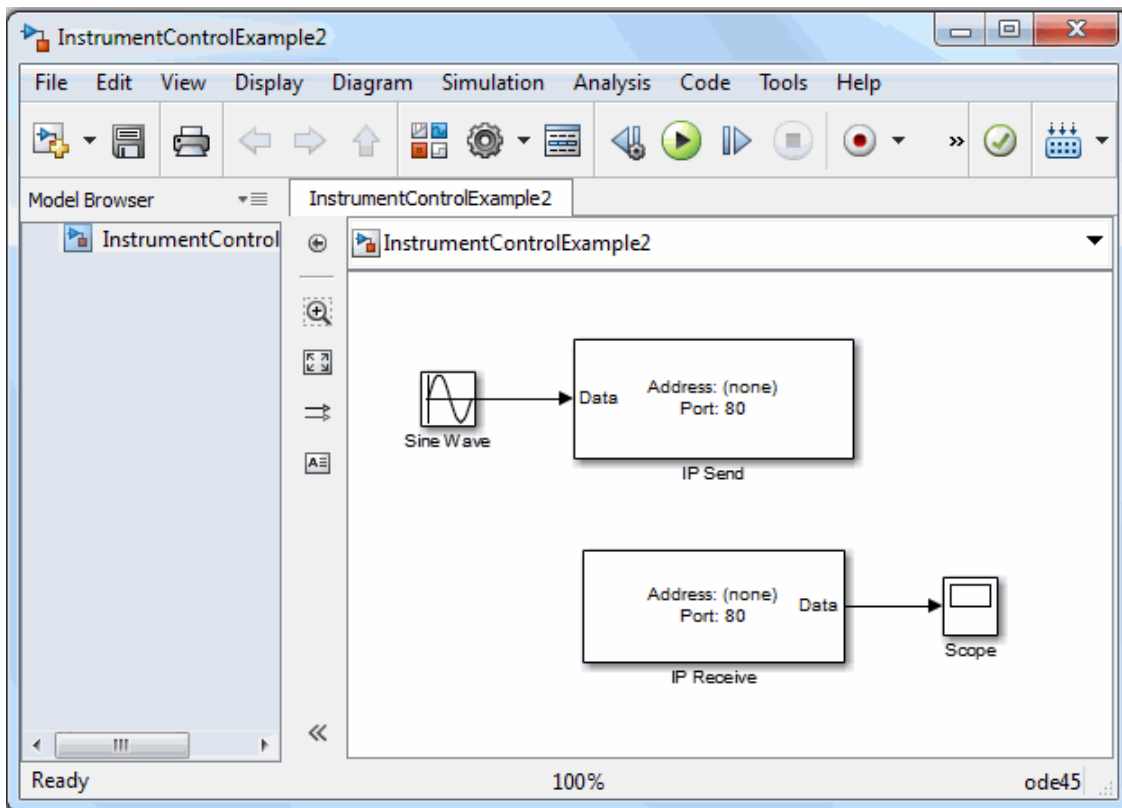 InstrumentControlExample2
File Edit View Display Diagram Simulation Analysis Code Tools Help
Model Browser
InstrumentControlExample2
InstrumentControl
InstrumentControlExample2
Data
Address: (none)
Port: 80
Sine Wave
IP Send
Address: (none)
Port: 80
Data
IP Receive
Scope
Ready 100% ode45